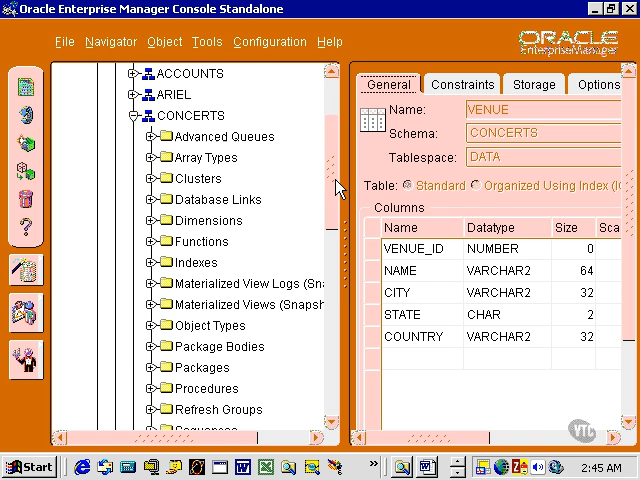 Oracle Enterprise Manager Console Standalone
File Navigator Object Tools Configuration Help
ORACLE
EnterpriseManager
ACCOUNTS
ARIEL
CONCERTS
Advanced Queues
Array Types
Clusters
Database Links
Dimensions
Functions
Indexes
Materialized View Logs (Sna
Materialized Views (Snapsh
Object Types
Package Bodies
Packages
Procedures
Refresh Groups
Sequences
General Constraints Storage Options
Name: VENUE
Schema: CONCERTS
Tablespace: DATA
Table: Standard Organized Using Index (IO
Columns
Name Datatype Size Sca
VENUE_ID NUMBER 0
NAME VARCHAR2 64
CITY VARCHAR2 32
STATE CHAR 2
COUNTRY VARCHAR2 32
VTC
Start » 2:45 AM